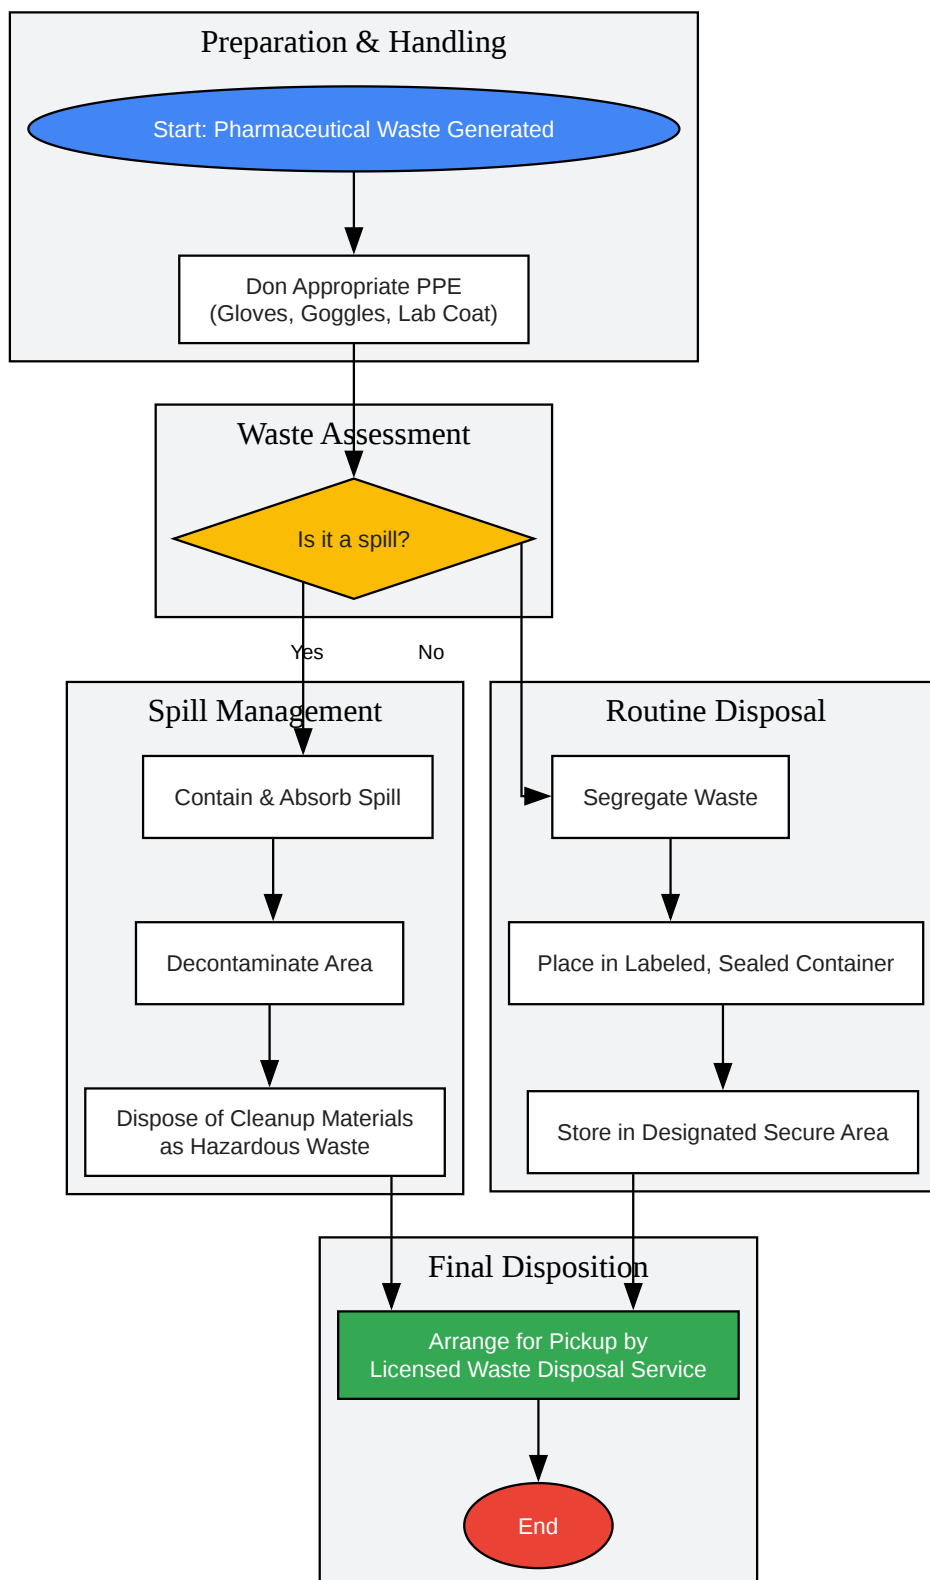 Preparation & Handling
Start: Pharmaceutical Waste Generated
Don Appropriate PPE
(Gloves, Goggles, Lab Coat)
Waste Assessment
Is it a spill?
Yes
No
Spill Management
Contain & Absorb Spill
Decontaminate Area
Dispose of Cleanup Materials
as Hazardous Waste
Routine Disposal
Segregate Waste
Place in Labeled, Sealed Container
Store in Designated Secure Area
Final Disposition
Arrange for Pickup by
Licensed Waste Disposal Service
End